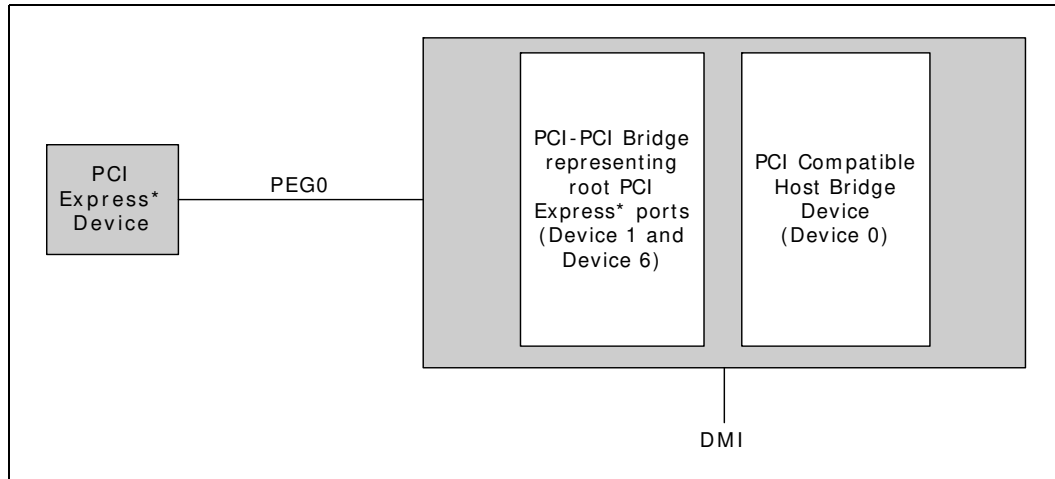 PCI
Express*
Device
PEG0
PCI-PCI Bridge
representing
root PCI
Express* ports
(Device 1 and
Device 6)
PCI Compatible
Host Bridge
Device
(Device 0)
DMI